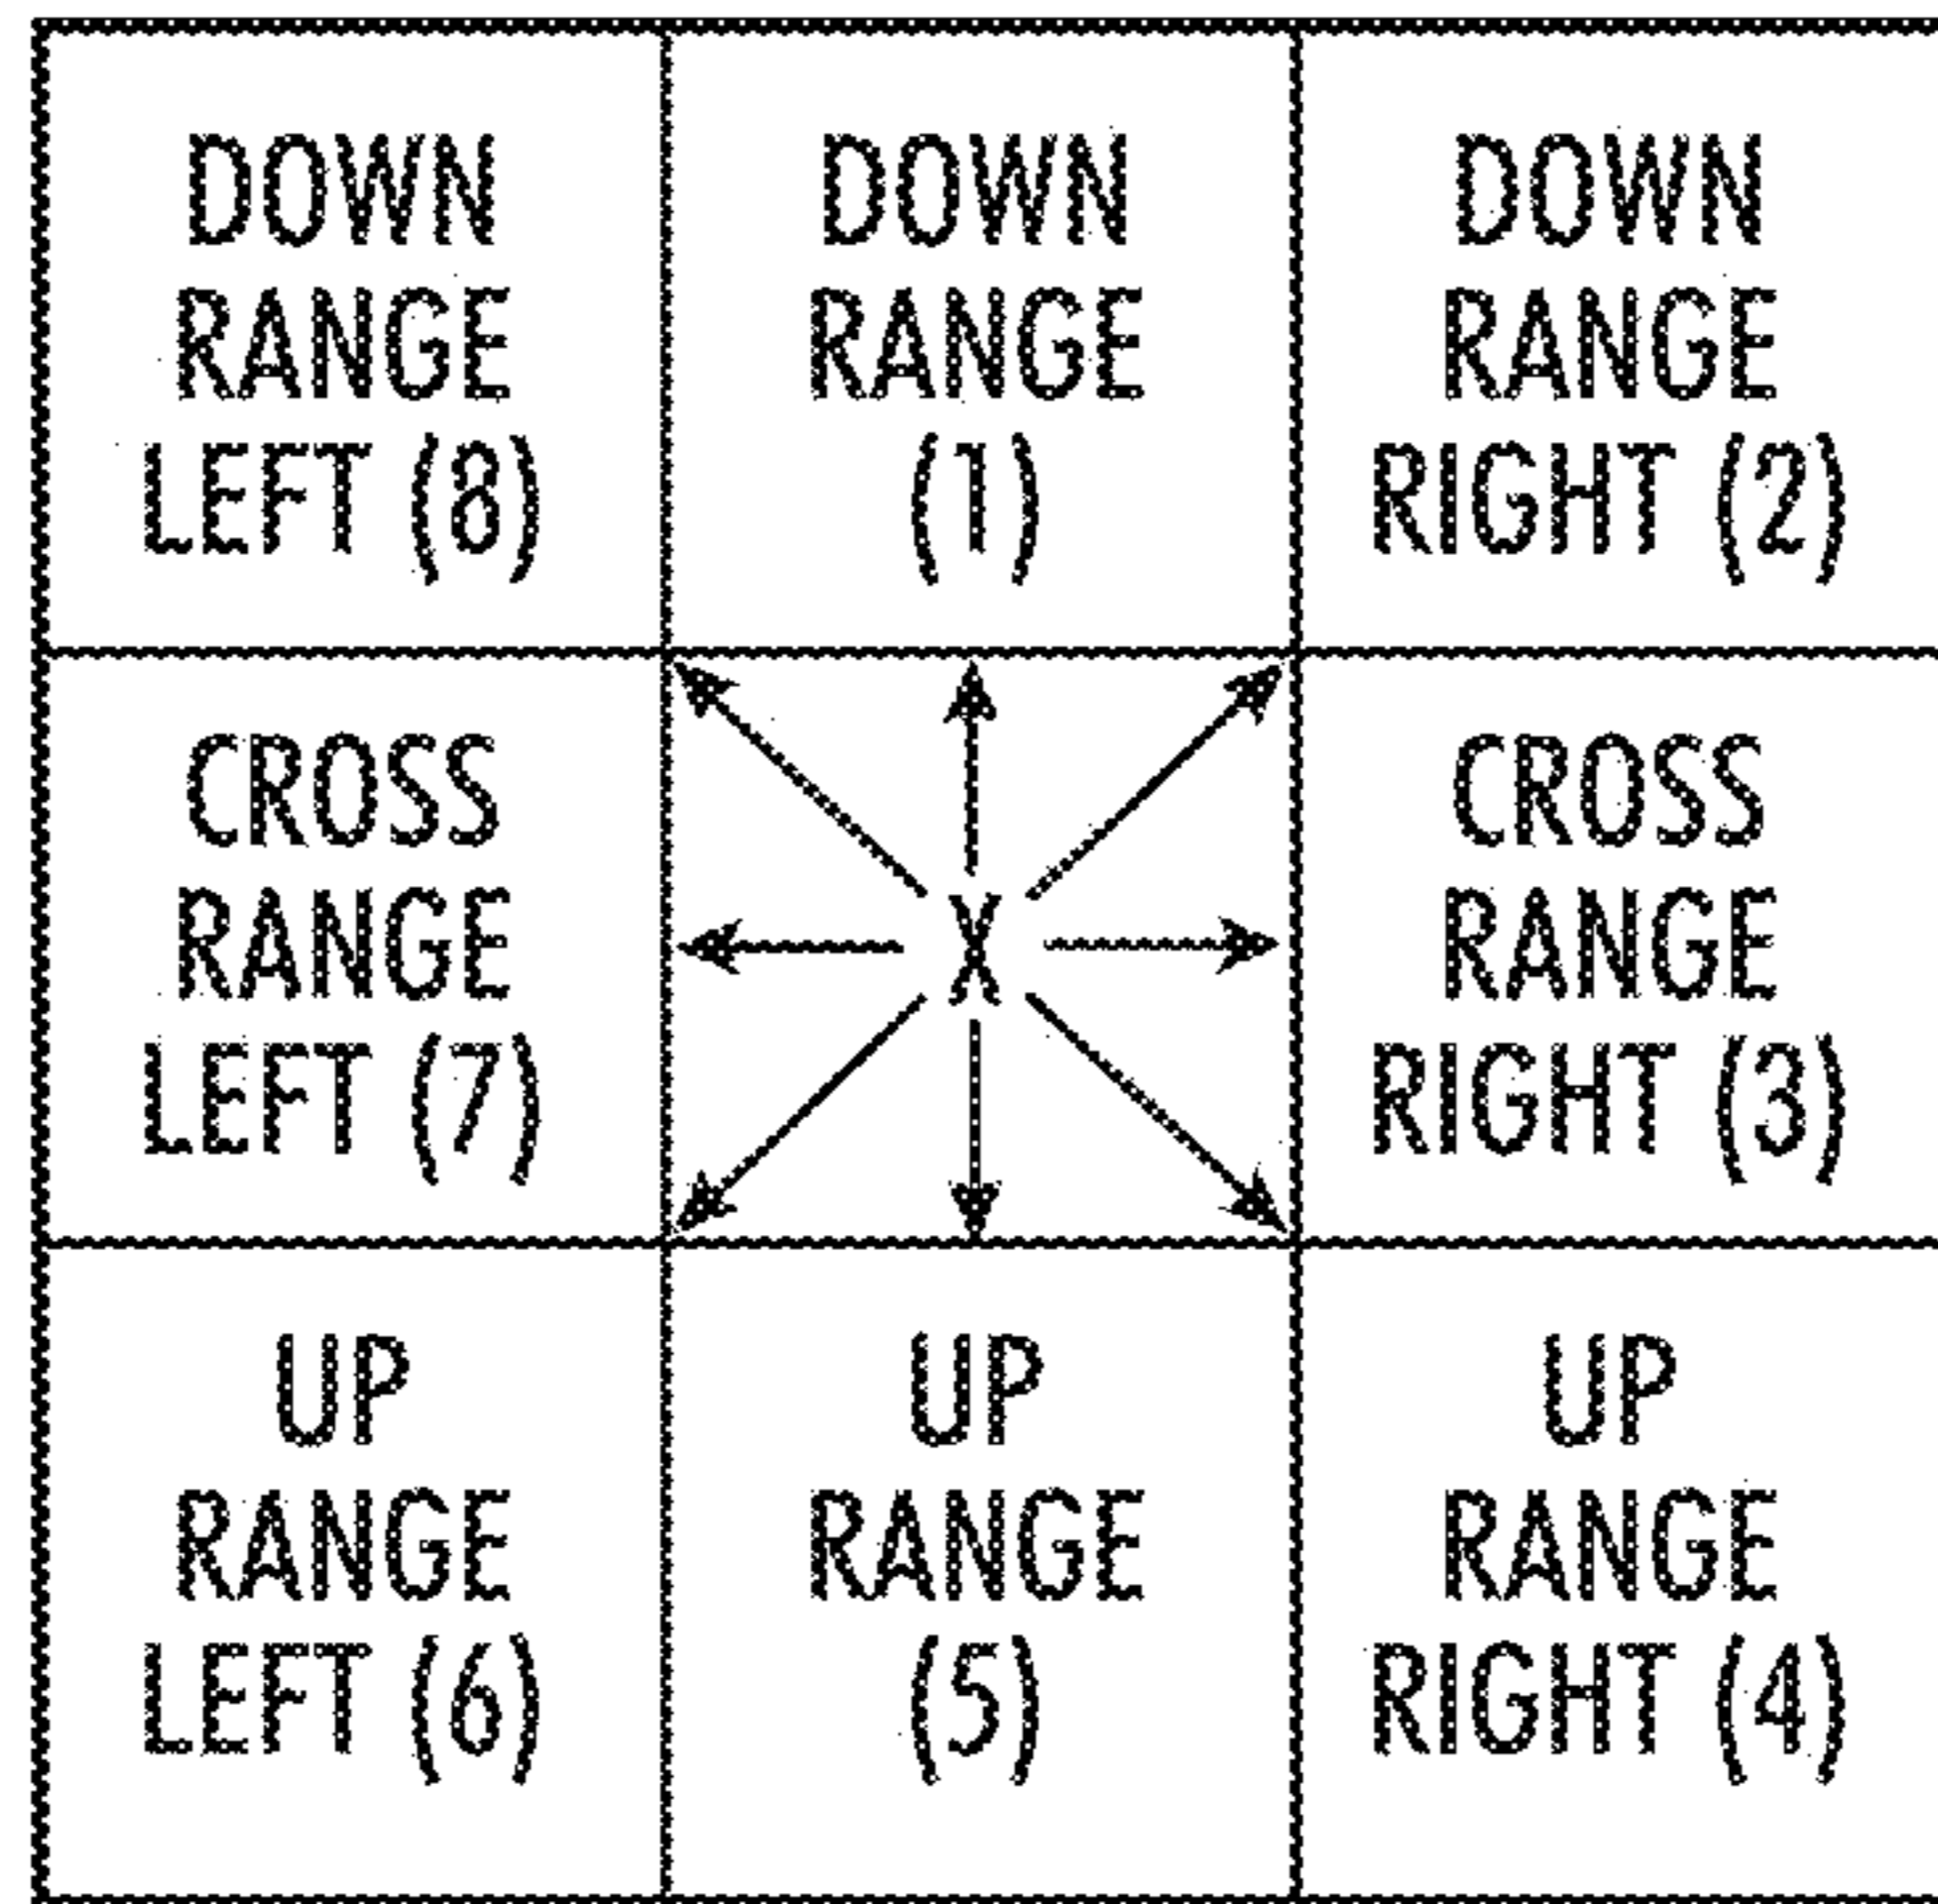 DOWN
RANGE
LEFT (8)
DOWN
RANGE
(1)
DOWN
RANGE
RIGHT (2)
CROSS
RANGE
LEFT (7)
X
CROSS
RANGE
RIGHT (3)
UP
RANGE
LEFT (6)
UP
RANGE
(5)
UP
RANGE
RIGHT (4)